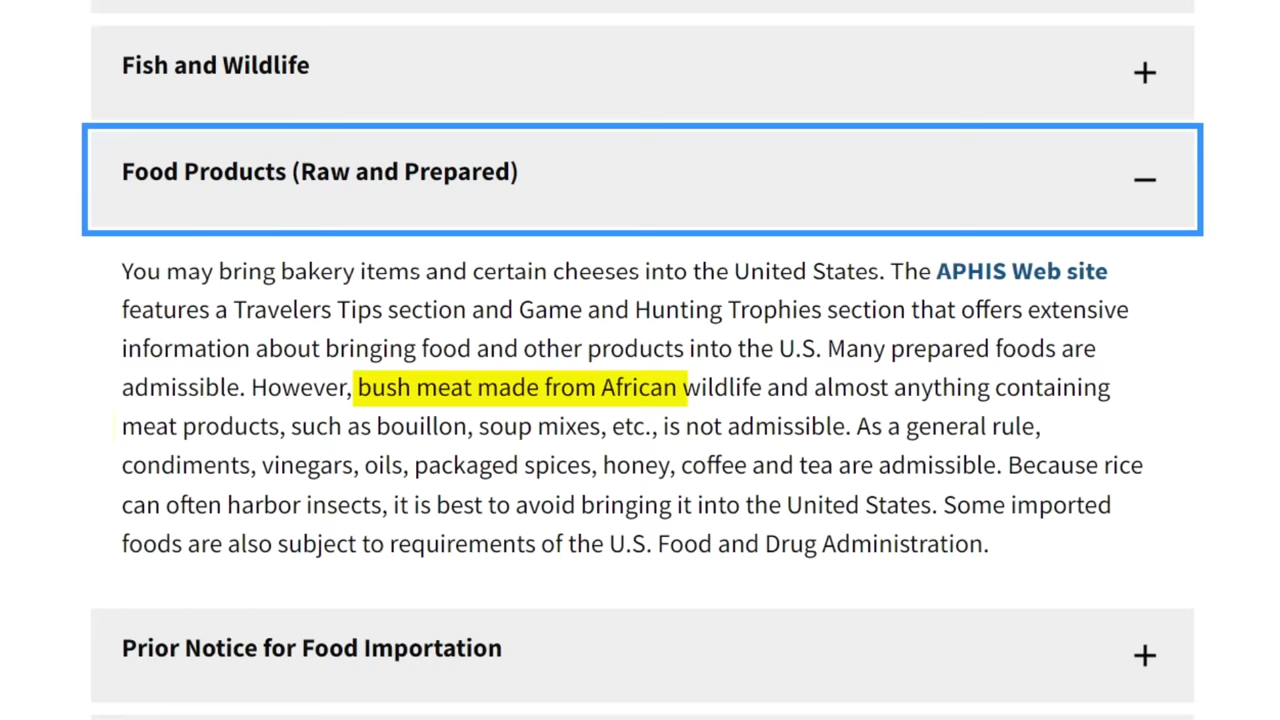 Fish and Wildlife
+
Food Products (Raw and Prepared)
−
You may bring bakery items and certain cheeses into the United States. The APHIS Web site
features a Travelers Tips section and Game and Hunting Trophies section that offers extensive
information about bringing food and other products into the U.S. Many prepared foods are
admissible. However, bush meat made from African wildlife and almost anything containing
meat products, such as bouillon, soup mixes, etc., is not admissible. As a general rule,
condiments, vinegars, oils, packaged spices, honey, coffee and tea are admissible. Because rice
can often harbor insects, it is best to avoid bringing it into the United States. Some imported
foods are also subject to requirements of the U.S. Food and Drug Administration.
Prior Notice for Food Importation
+